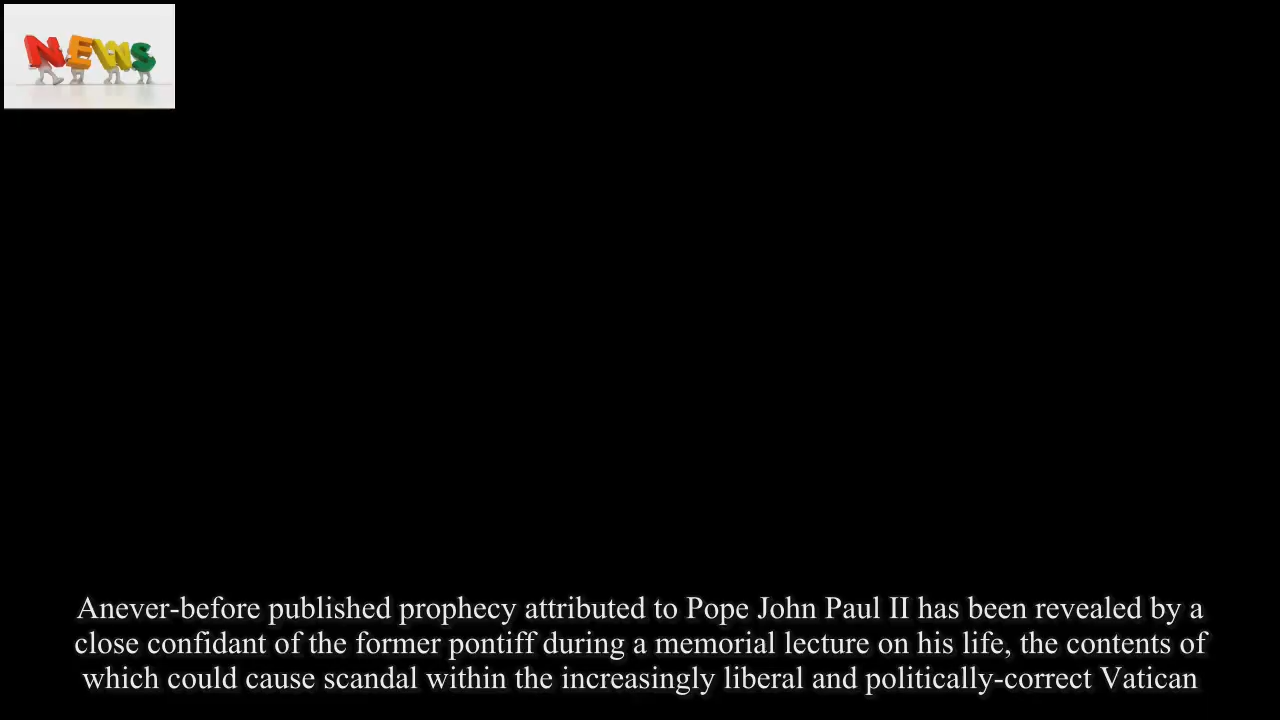 NEWS
Anever-before published prophecy attributed to Pope John Paul II has been revealed by a
close confidant of the former pontiff during a memorial lecture on his life, the contents of
which could cause scandal within the increasingly liberal and politically-correct Vatican